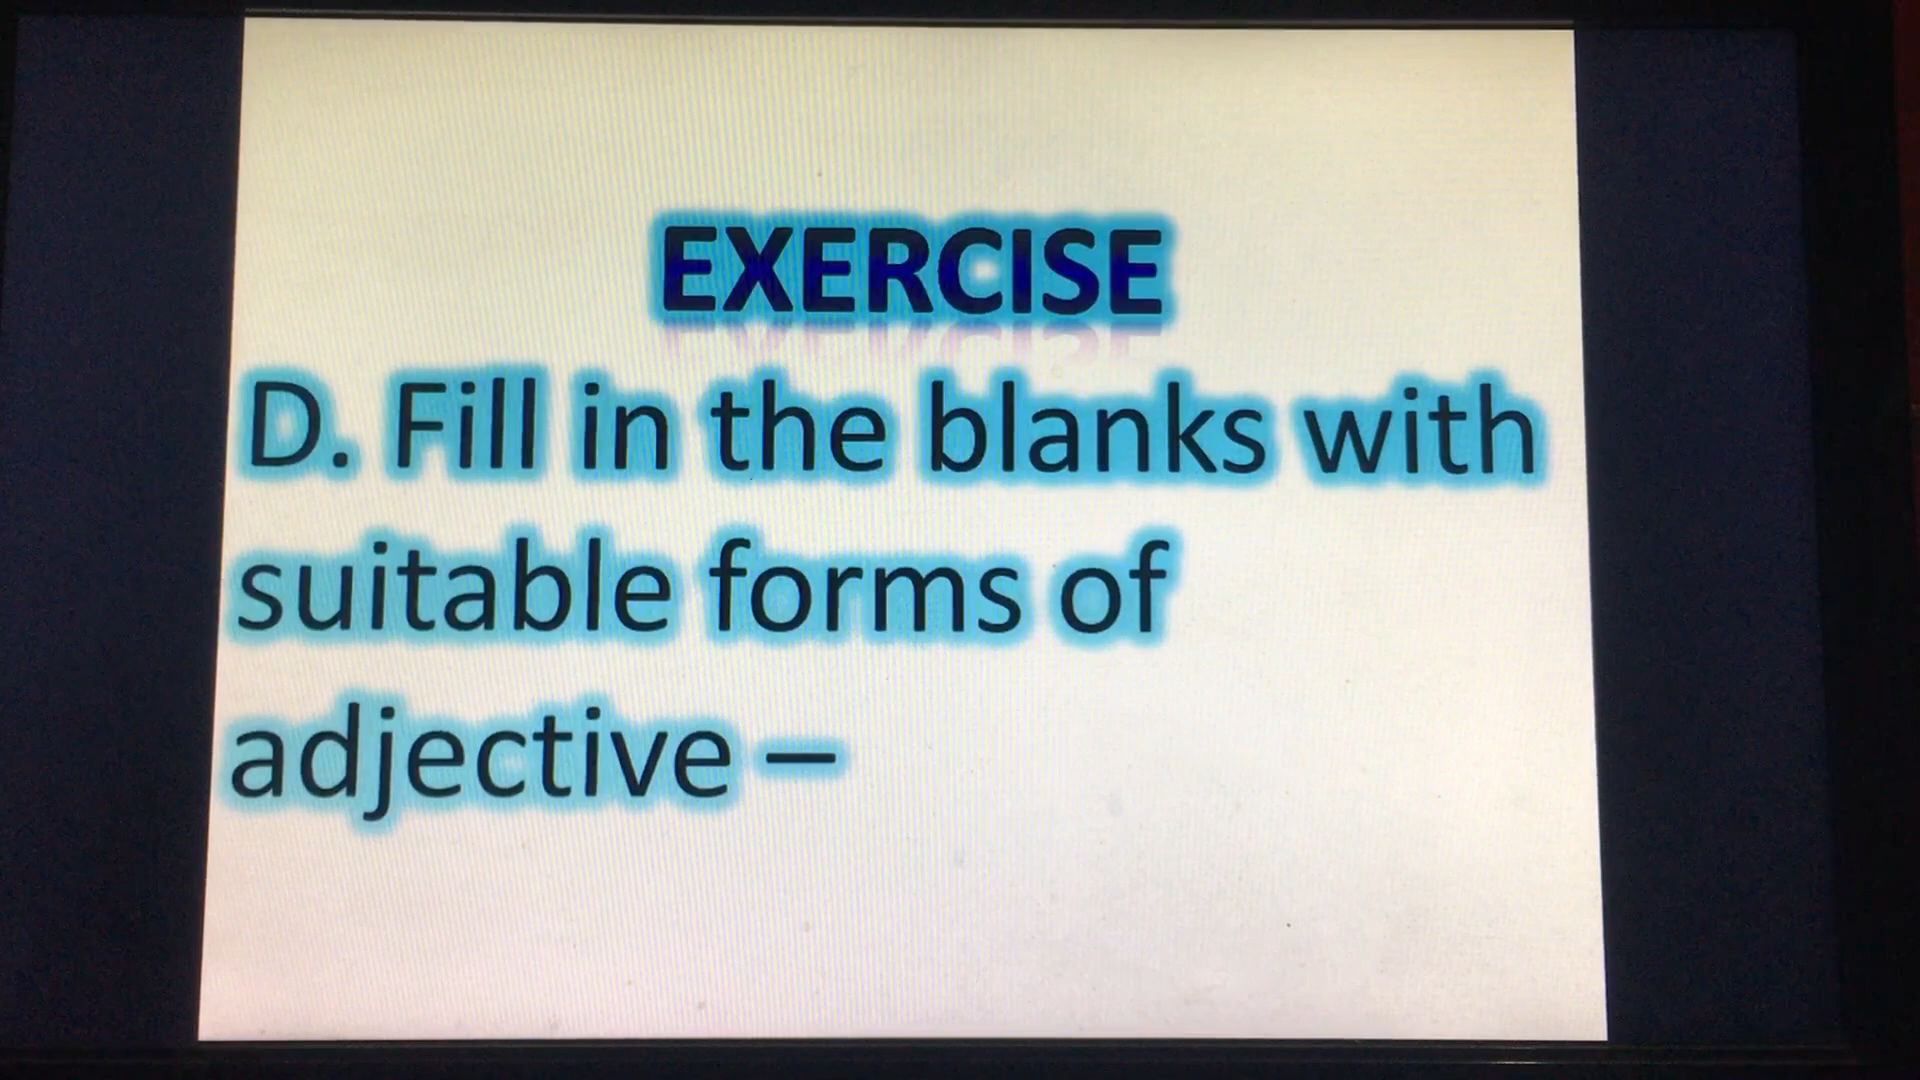 EXERCISE
D. Fill in the blanks with
suitable forms of
adjective –